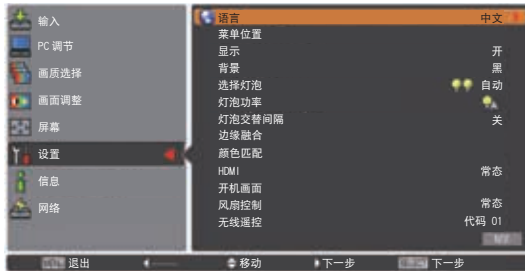 输入
PC 调节
画质选择
画面调整
屏幕
设置
信息
网络
语言 中文
菜单位置
显示 开
背景 黑
选择灯泡 自动
灯泡功率
灯泡交替间隔 关
边缘融合
颜色匹配
HDMI 常态
开机画面
风扇控制 常态
无线遥控 代码 01
退出 移动 下一步 下一步